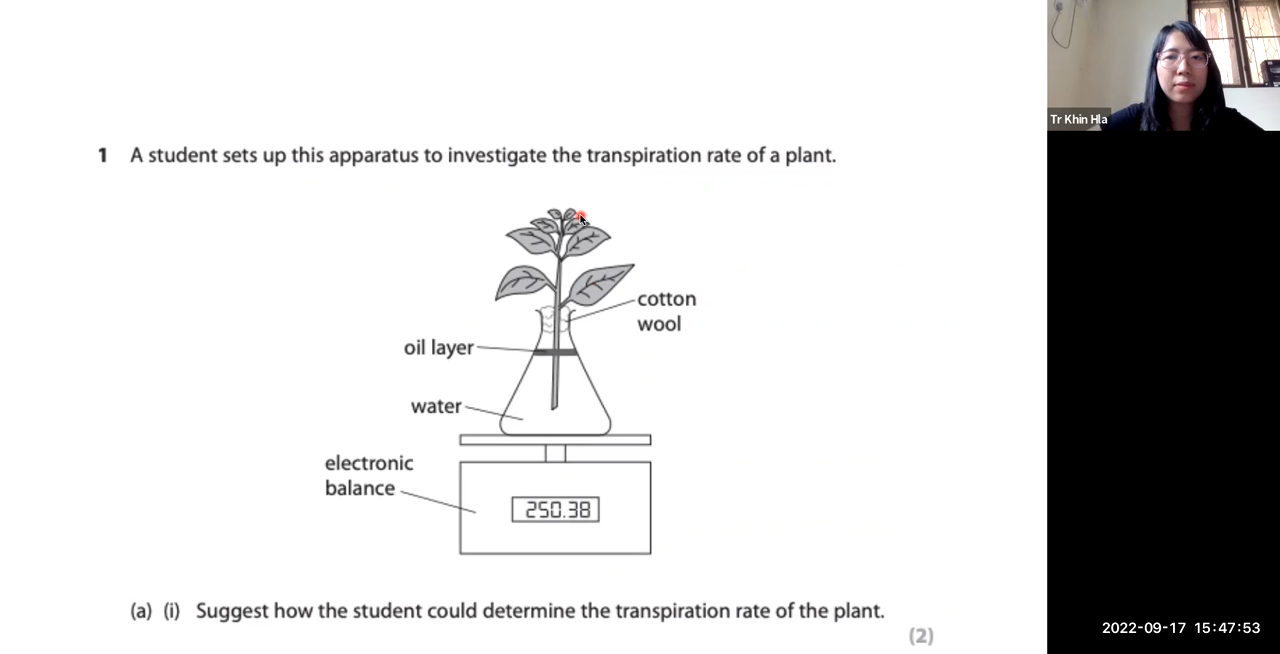 1 A student sets up this apparatus to investigate the transpiration rate of a plant.
cotton
wool
oil layer
water
electronic
balance
250.38
(a) (i) Suggest how the student could determine the transpiration rate of the plant.
(2)
Tr Khin Hla
2022-09-17 15:47:53